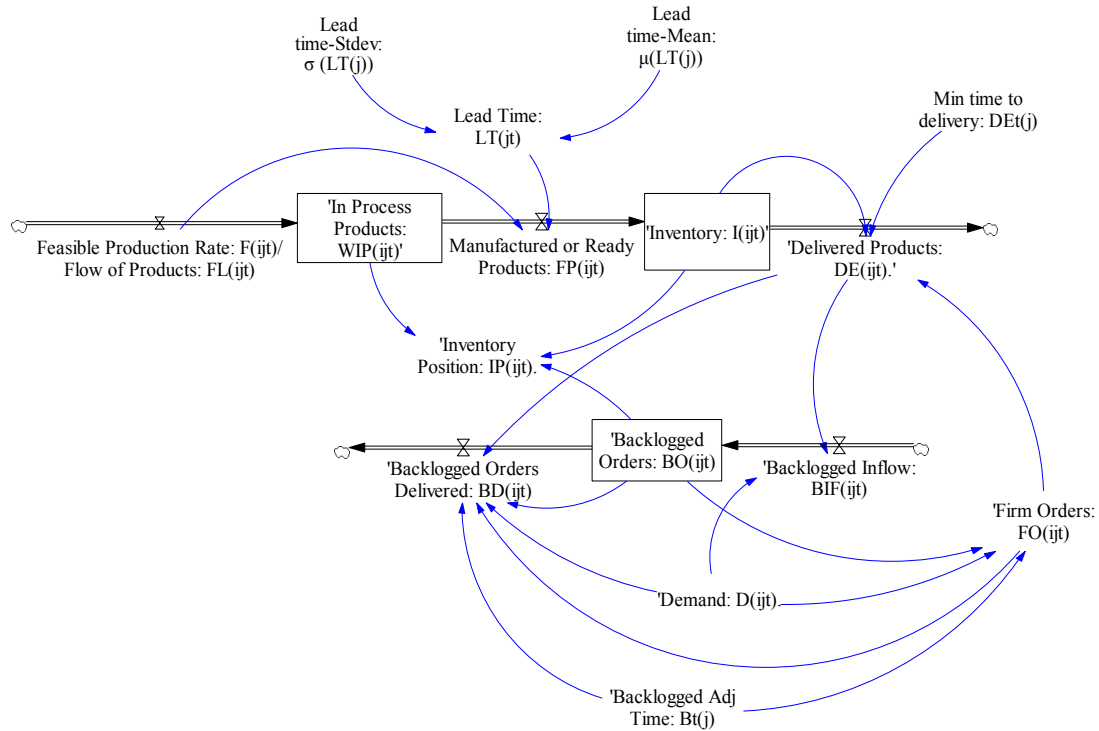 Lead
time-Stdev:
σ (LT(j))
Lead
time-Mean:
μ(LT(j))
Lead Time:
LT(jt)
Min time to
delivery: DEt(j)
'In Process
Products:
WIP(ijt)'
'Inventory: I(ijt)'
Feasible Production Rate: F(ijt)/
Flow of Products: FL(ijt)
Manufactured or Ready
Products: FP(ijt)
'Delivered Products:
DE(ijt).'
'Inventory
Position: IP(ijt).
'Backlogged
Orders: BO(ijt)
'Backlogged Orders
Delivered: BD(ijt)
'Backlogged Inflow:
BIF(ijt)
'Firm Orders:
FO(ijt)
'Demand: D(ijt).
'Backlogged Adj
Time: Bt(j)